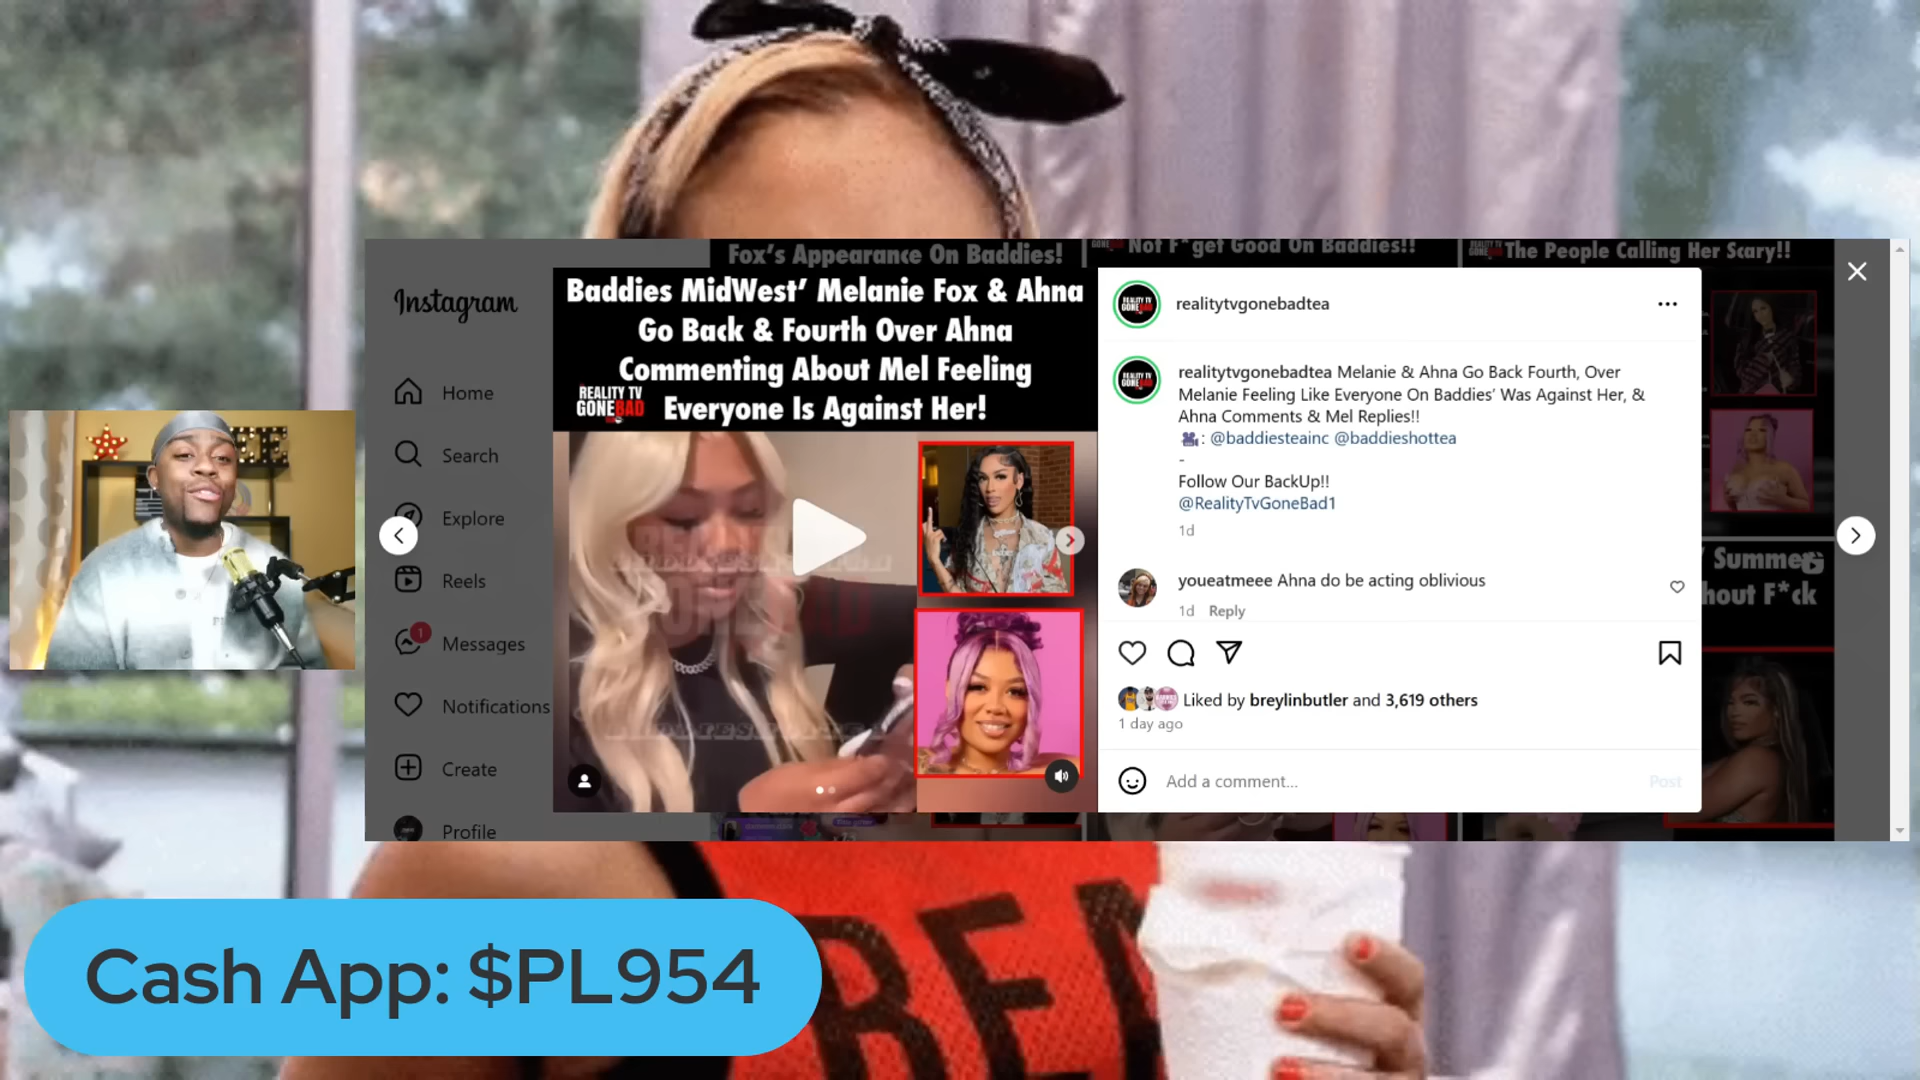 Fox's Appearance On Baddies!
Not F*get Good On Baddies!!
The People Calling Her Scary!!
Instagram
Home
Search
Explore
Reels
1
Messages
Notifications
Create
Profile
Baddies MidWest' Melanie Fox & Ahna
Go Back & Fourth Over Ahna
Commenting About Mel Feeling
Everyone Is Against Her!
REALITY TV
GONEBAD
realitytvgonebadtea
realitytvgonebadtea Melanie & Ahna Go Back Fourth, Over
Melanie Feeling Like Everyone On Baddies' Was Against Her, &
Ahna Comments & Mel Replies!!
: @baddiesteainc @baddieshottea
-
Follow Our BackUp!!
@RealityTvGoneBad1
1d
youeatmeee Ahna do be acting oblivious
1d Reply
Liked by breylinbutler and 3,619 others
1 day ago
Add a comment...
Post
Summer
hout F*ck
Cash App: $PL954
BEA